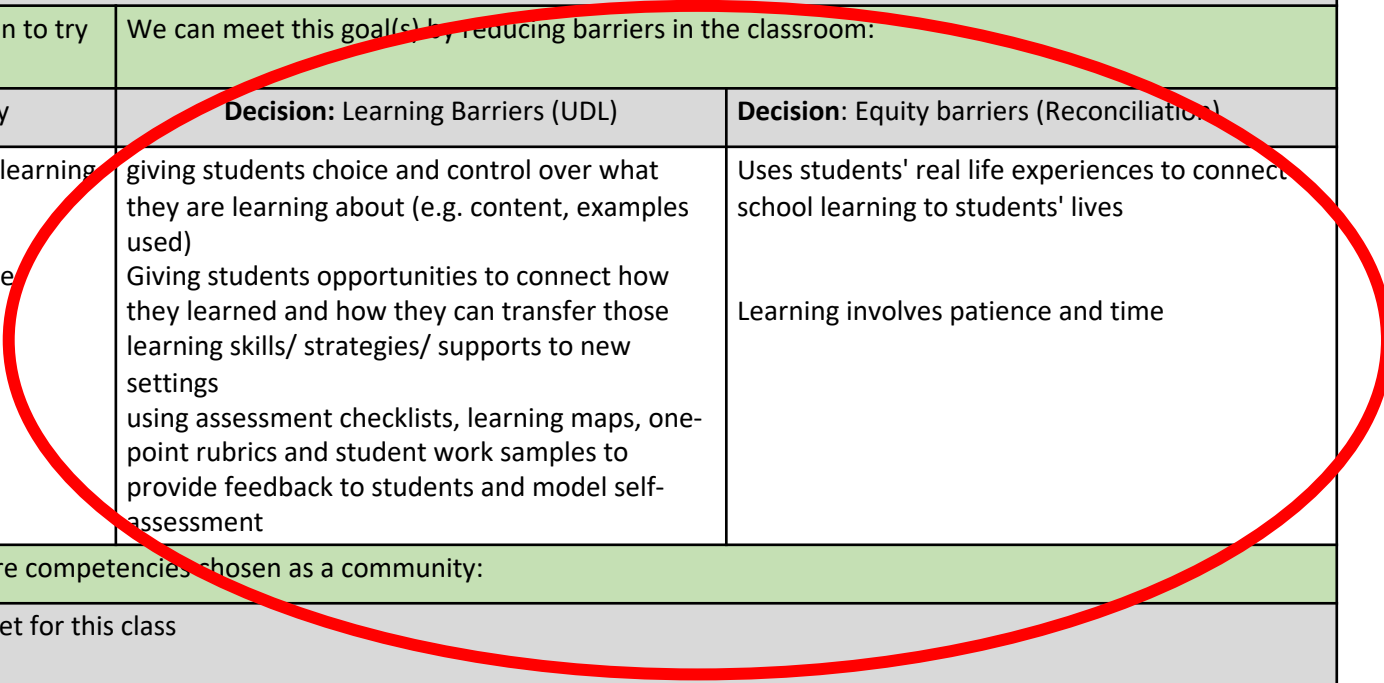 n to try
We can meet this goal(s) by reducing barriers in the classroom:
y
Decision: Learning Barriers (UDL)
Decision: Equity barriers (Reconciliation)
learning
e
giving students choice and control over what
they are learning about (e.g. content, examples
used)
Giving students opportunities to connect how
they learned and how they can transfer those
learning skills/ strategies/ supports to new
settings
using assessment checklists, learning maps, one-
point rubrics and student work samples to
provide feedback to students and model self-
assessment
Uses students' real life experiences to connect
school learning to students' lives
Learning involves patience and time
re competencies chosen as a community:
et for this class